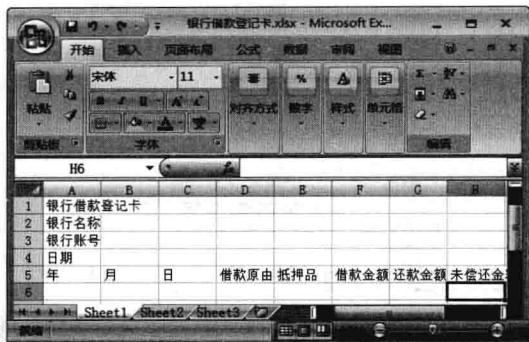 银行借款登记卡.xlsx - Microsoft Ex...
开始 插入 页面布局 公式 数据 审阅 视图
宋体 11
粘贴 对齐方式 数字 样式 单元格
剪贴板 字体 编辑
H6
A B C D E F G H
1 银行借款登记卡
2 银行名称
3 银行账号
4 日期
5 年 月 日 借款原由 抵押品 借款金额 还款金额 未偿还金
6
Sheet1 Sheet2 Sheet3
就绪